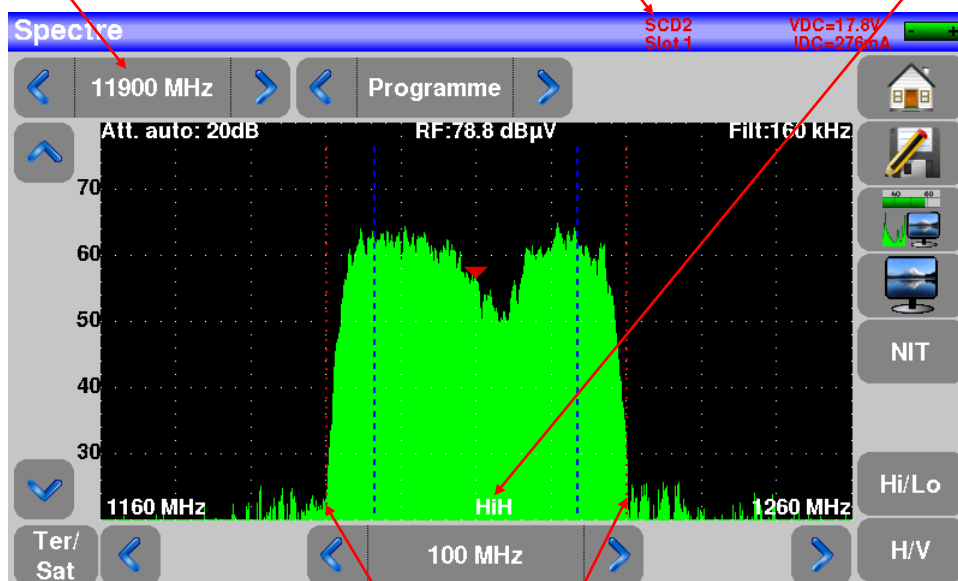 Spectre
SCD2
Slot 1
VDC=17.8V
IDC=276mA
- +
11900 MHz
Programme
Att. auto: 20dB
RF:78.8 dBµV
Filt:160 kHz
40 60
70
60
50
40
30
NIT
1160 MHz
HiH
1260 MHz
Hi/Lo
Ter/
Sat
100 MHz
H/V